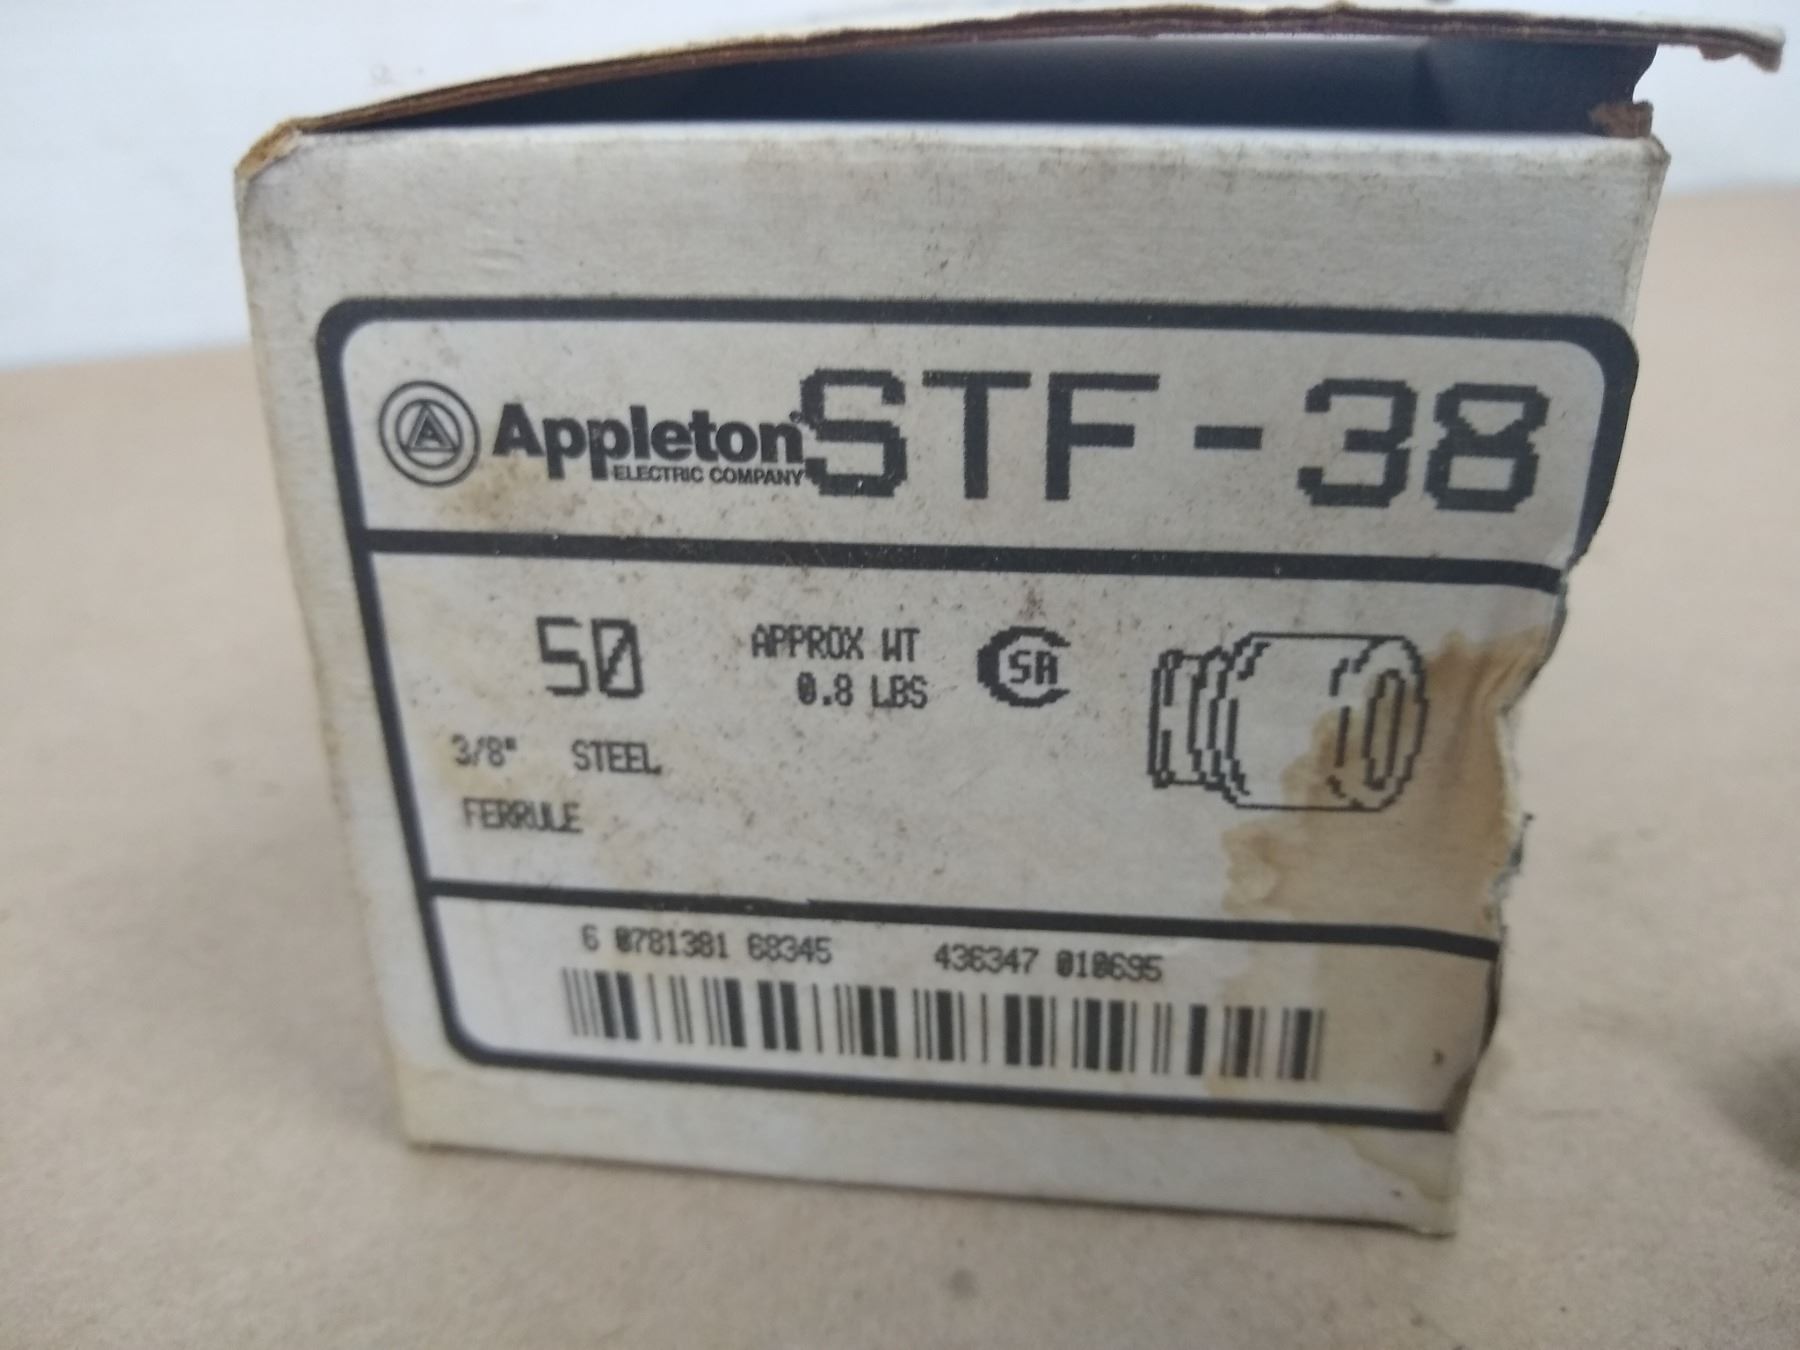 Appleton STF-38
ELECTRIC COMPANY
50
APPROX WT
0.8 LBS
SA
3/8" STEEL
FERRULE
6 0781381 68345 436347 010695